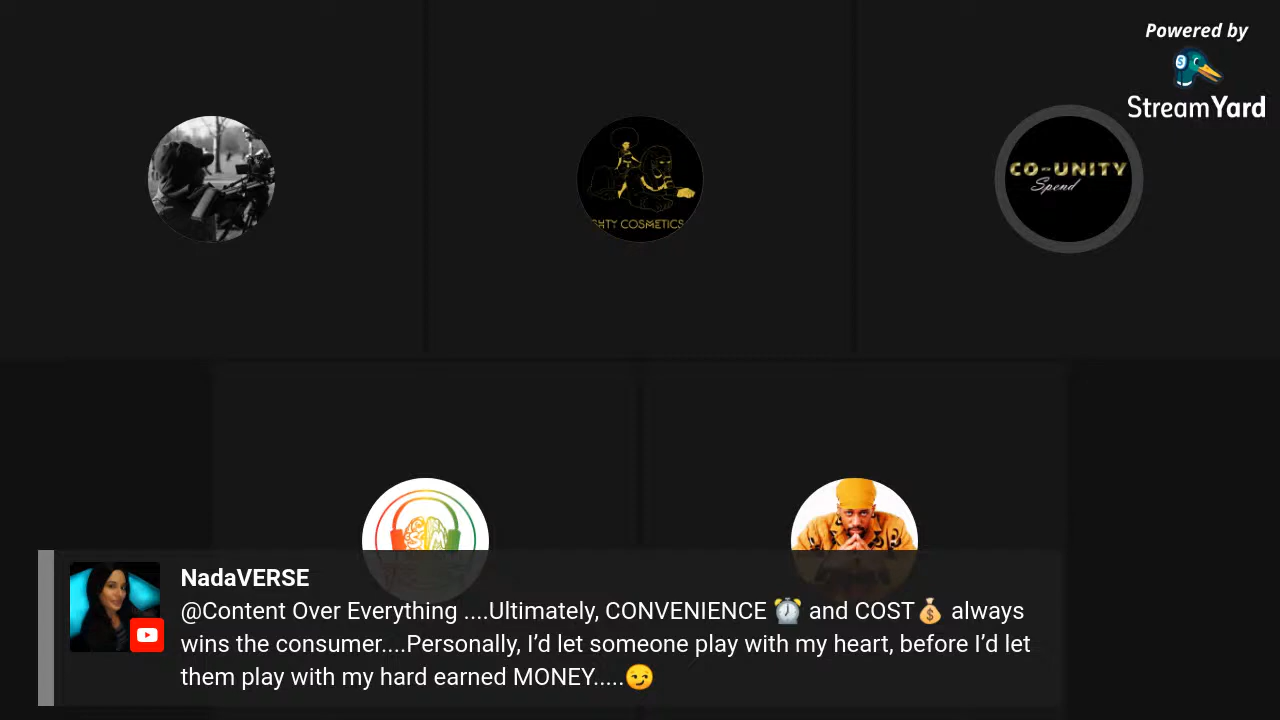 Powered by
StreamYard
CO-UNITY
Spend
COSMETICS
NadaVERSE
@Content Over Everything ....Ultimately, CONVENIENCE ⏰ and COST💰 always
wins the consumer....Personally, I’d let someone play with my heart, before I’d let
them play with my hard earned MONEY.....😏